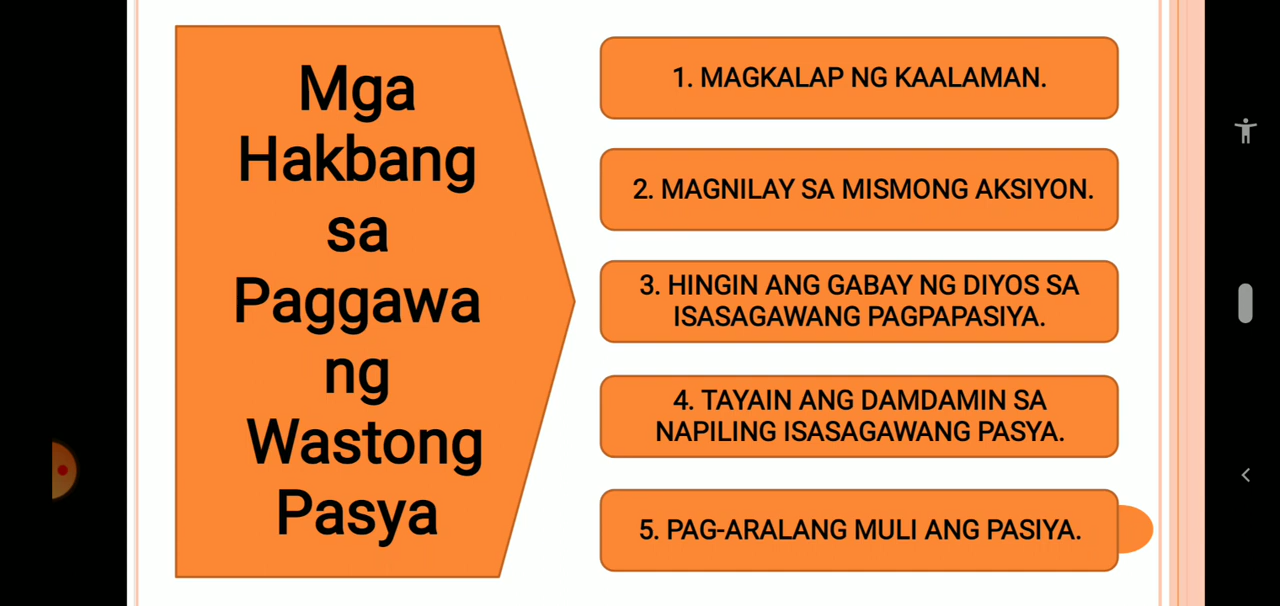 Mga
Hakbang
sa
Paggawa
ng
Wastong
Pasya
1. MAGKALAP NG KAALAMAN.
2. MAGNILAY SA MISMONG AKSIYON.
3. HINGIN ANG GABAY NG DIYOS SA
ISASAGAWANG PAGPAPASIYA.
4. TAYAIN ANG DAMDAMIN SA
NAPILING ISASAGAWANG PASYA.
5. PAG-ARALANG MULI ANG PASIYA.